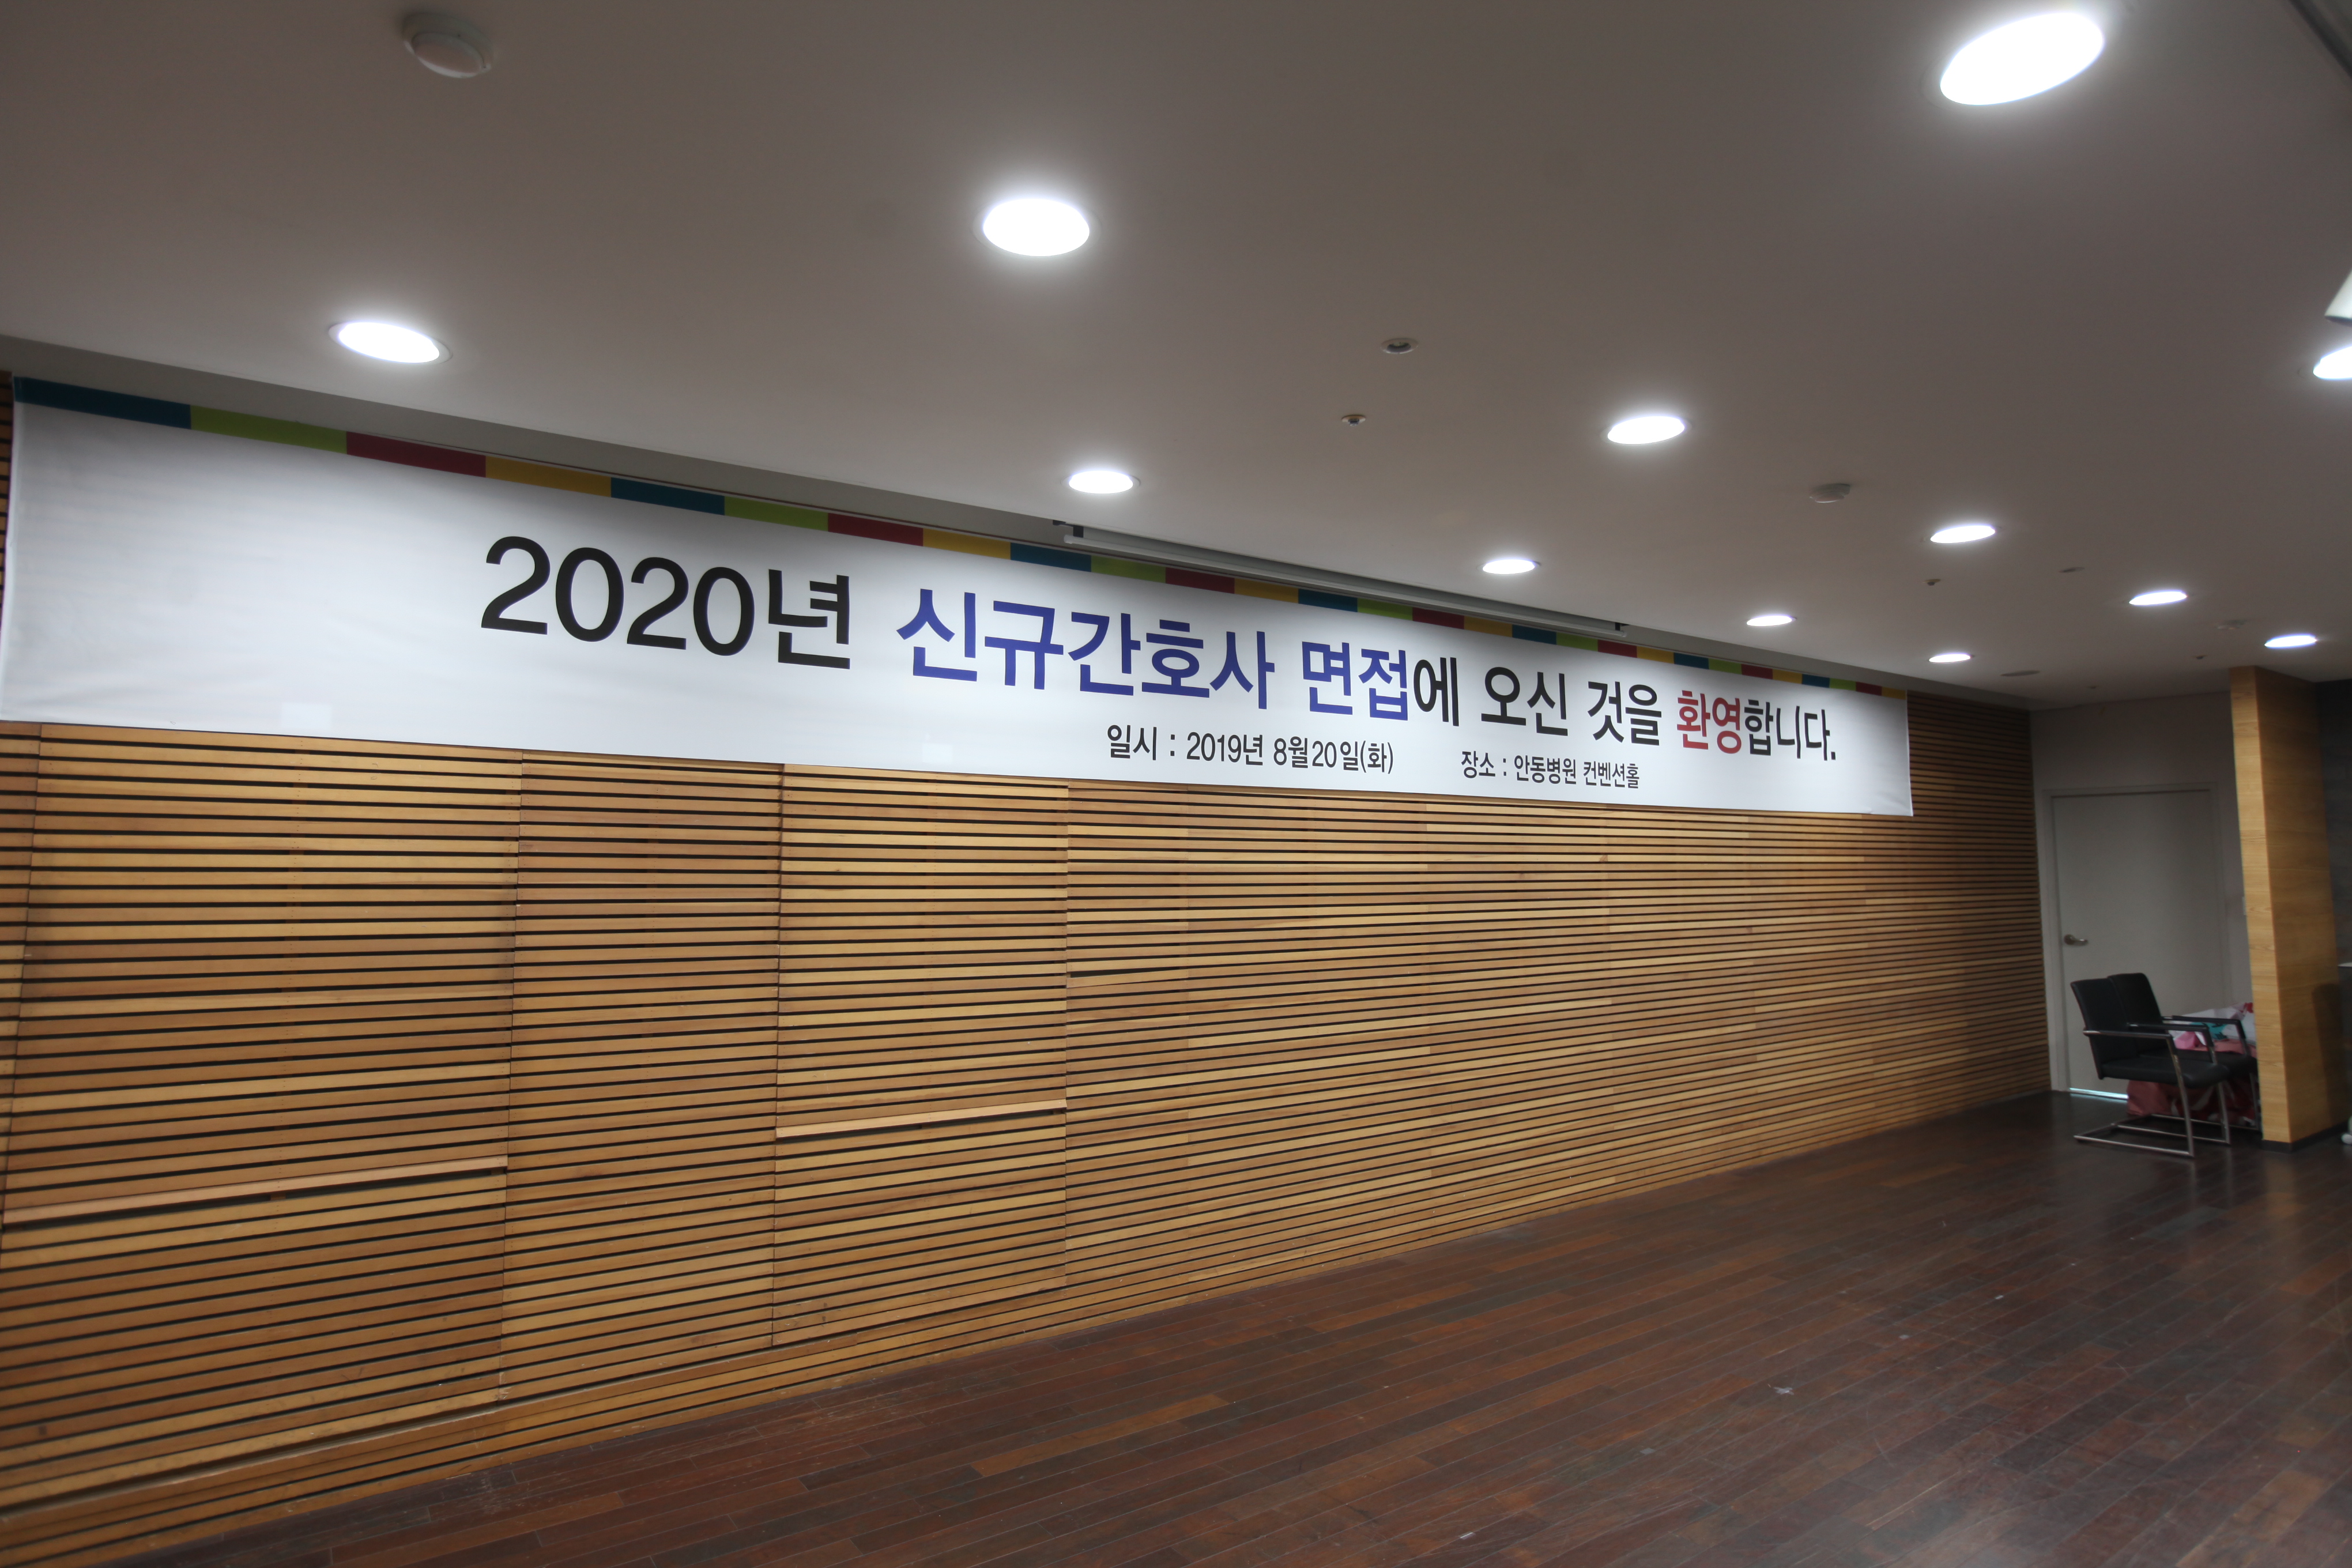 2020년 신규간호사 면접에 오신 것을 환영합니다.
일시 : 2019년 8월20일(화) 장소 : 안동병원 컨벤션홀